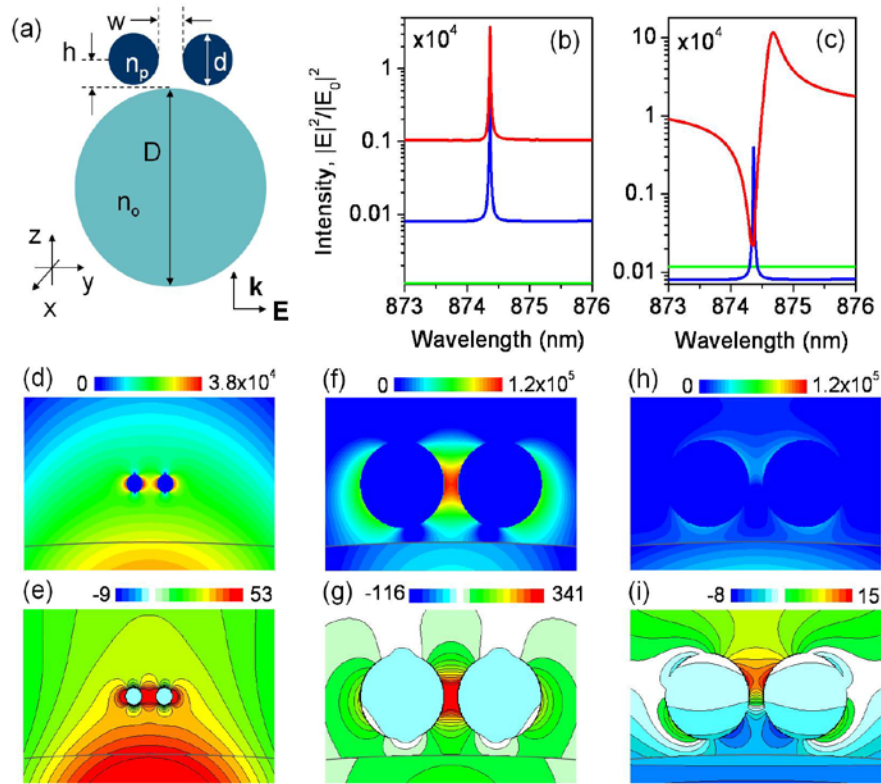 (a)
w
h
d
n_p
D
n_o
z
y
x
k
E
(b)
x10^4
Intensity, |E|^2/|E_0|^2
1
0.1
0.01
873 874 875 876
Wavelength (nm)
(c)
x10^4
10
1
0.1
0.01
873 874 875 876
Wavelength (nm)
(d) 0 3.8x10^4
(f) 0 1.2x10^5
(h) 0 1.2x10^5
(e) -9 53
(g) -116 341
(i) -8 15